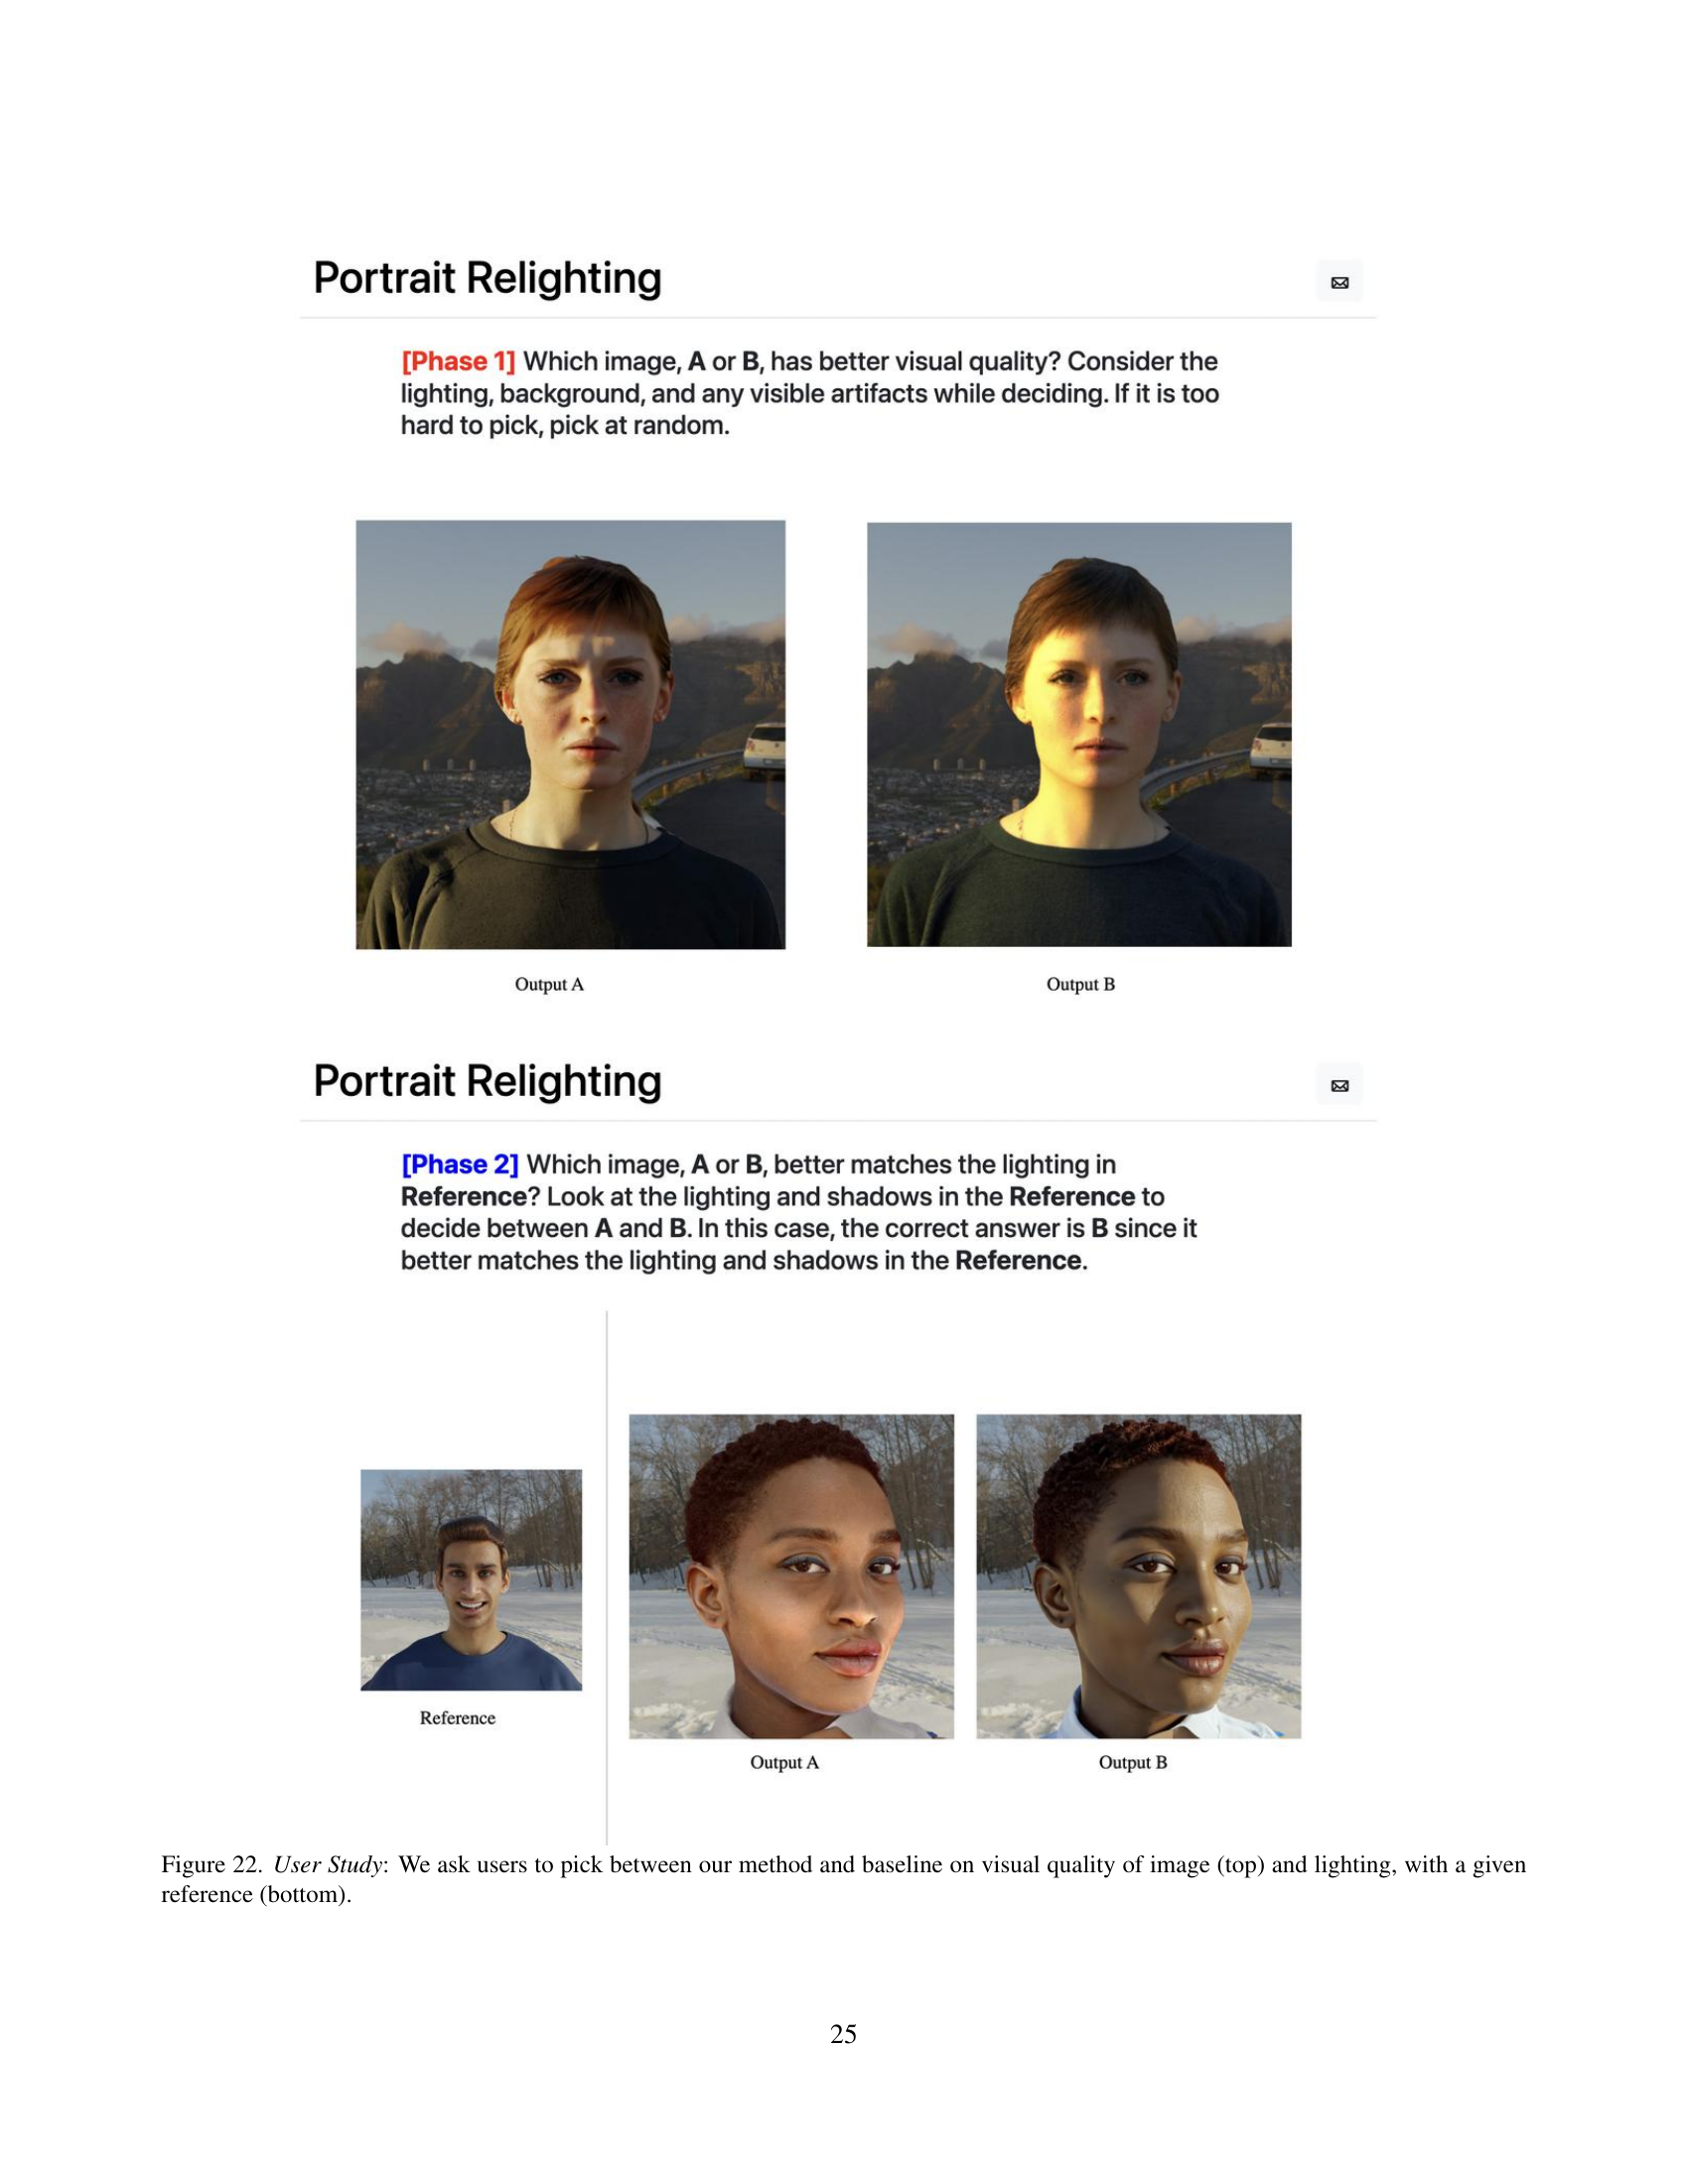 Portrait Relighting
[Phase 1] Which image, A or B, has better visual quality? Consider the
lighting, background, and any visible artifacts while deciding. If it is too
hard to pick, pick at random.
Output A
Output B
Portrait Relighting
[Phase 2] Which image, A or B, better matches the lighting in
Reference? Look at the lighting and shadows in the Reference to
decide between A and B. In this case, the correct answer is B since it
better matches the lighting and shadows in the Reference.
Reference
Output A
Output B
Figure 22. User Study: We ask users to pick between our method and baseline on visual quality of image (top) and lighting, with a given
reference (bottom).
25